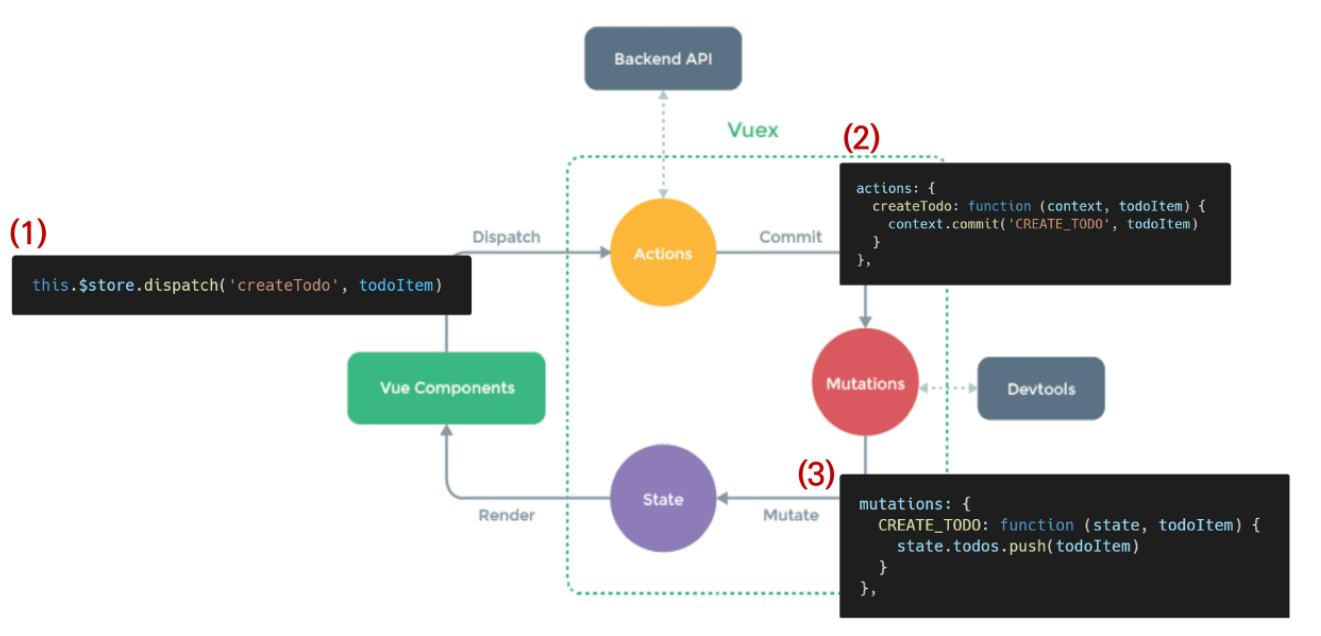 Backend API
Vuex
(2)
actions: {
  createTodo: function (context, todoItem) {
    context.commit('CREATE_TODO', todoItem)
  }
},
(1)
Dispatch
Actions
Commit
this.$store.dispatch('createTodo', todoItem)
Vue Components
Mutations
Devtools
(3)
State
Render
Mutate
mutations: {
  CREATE_TODO: function (state, todoItem) {
    state.todos.push(todoItem)
  }
},